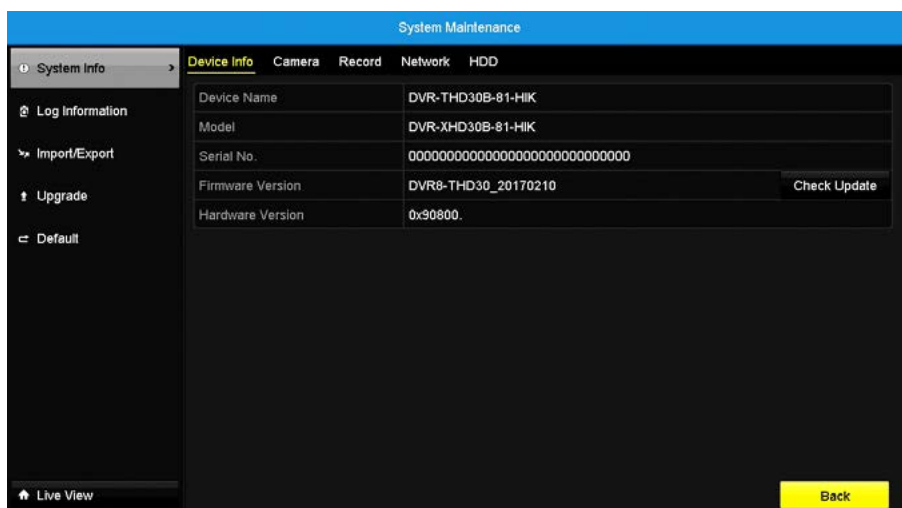 System Maintenance
System Info
Log Information
Import/Export
Upgrade
Default
Live View
Device Info Camera Record Network HDD
Device Name DVR-THD30B-81-HIK
Model DVR-XHD30B-81-HIK
Serial No. 0000000000000000000000000000
Firmware Version DVR8-THD30_20170210 Check Update
Hardware Version 0x90800.
Back